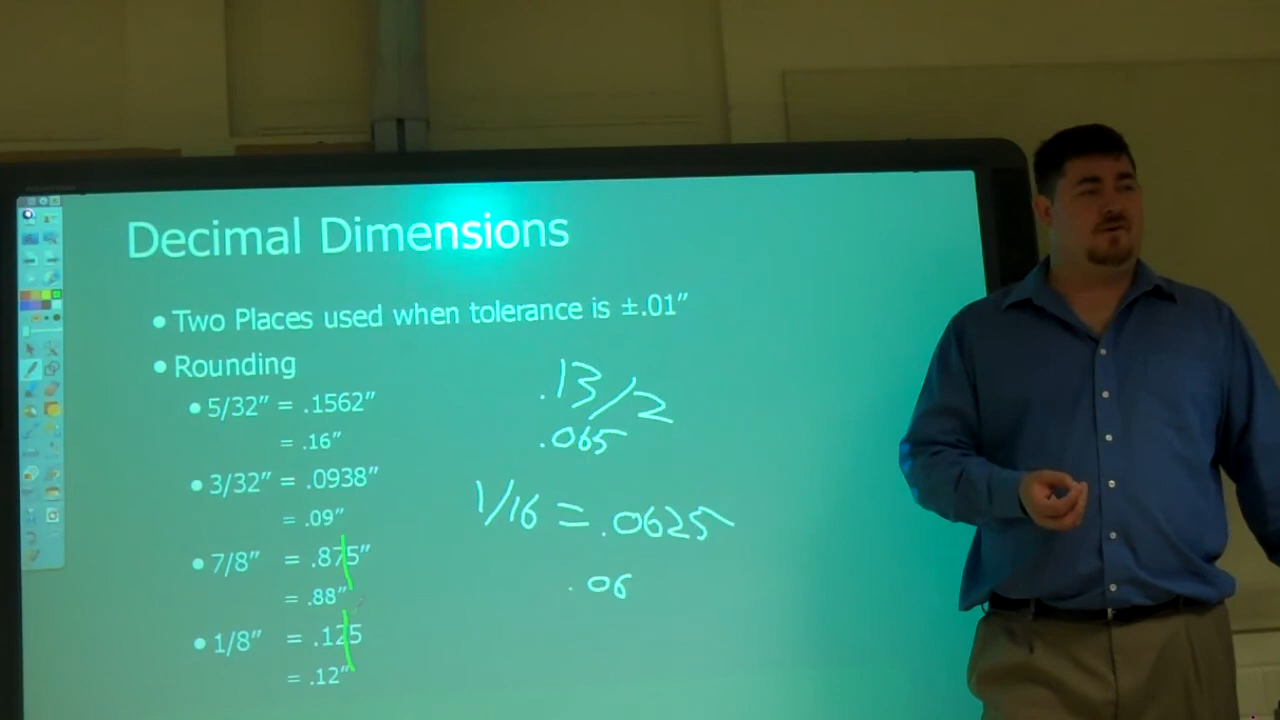 Decimal Dimensions
• Two Places used when tolerance is ±.01"
• Rounding
• 5/32" = .1562"
= .16"
• 3/32" = .0938"
= .09"
• 7/8" = .875"
= .88"
• 1/8" = .125
= .12"
.13/2
.065
1/16 = .0625
.06